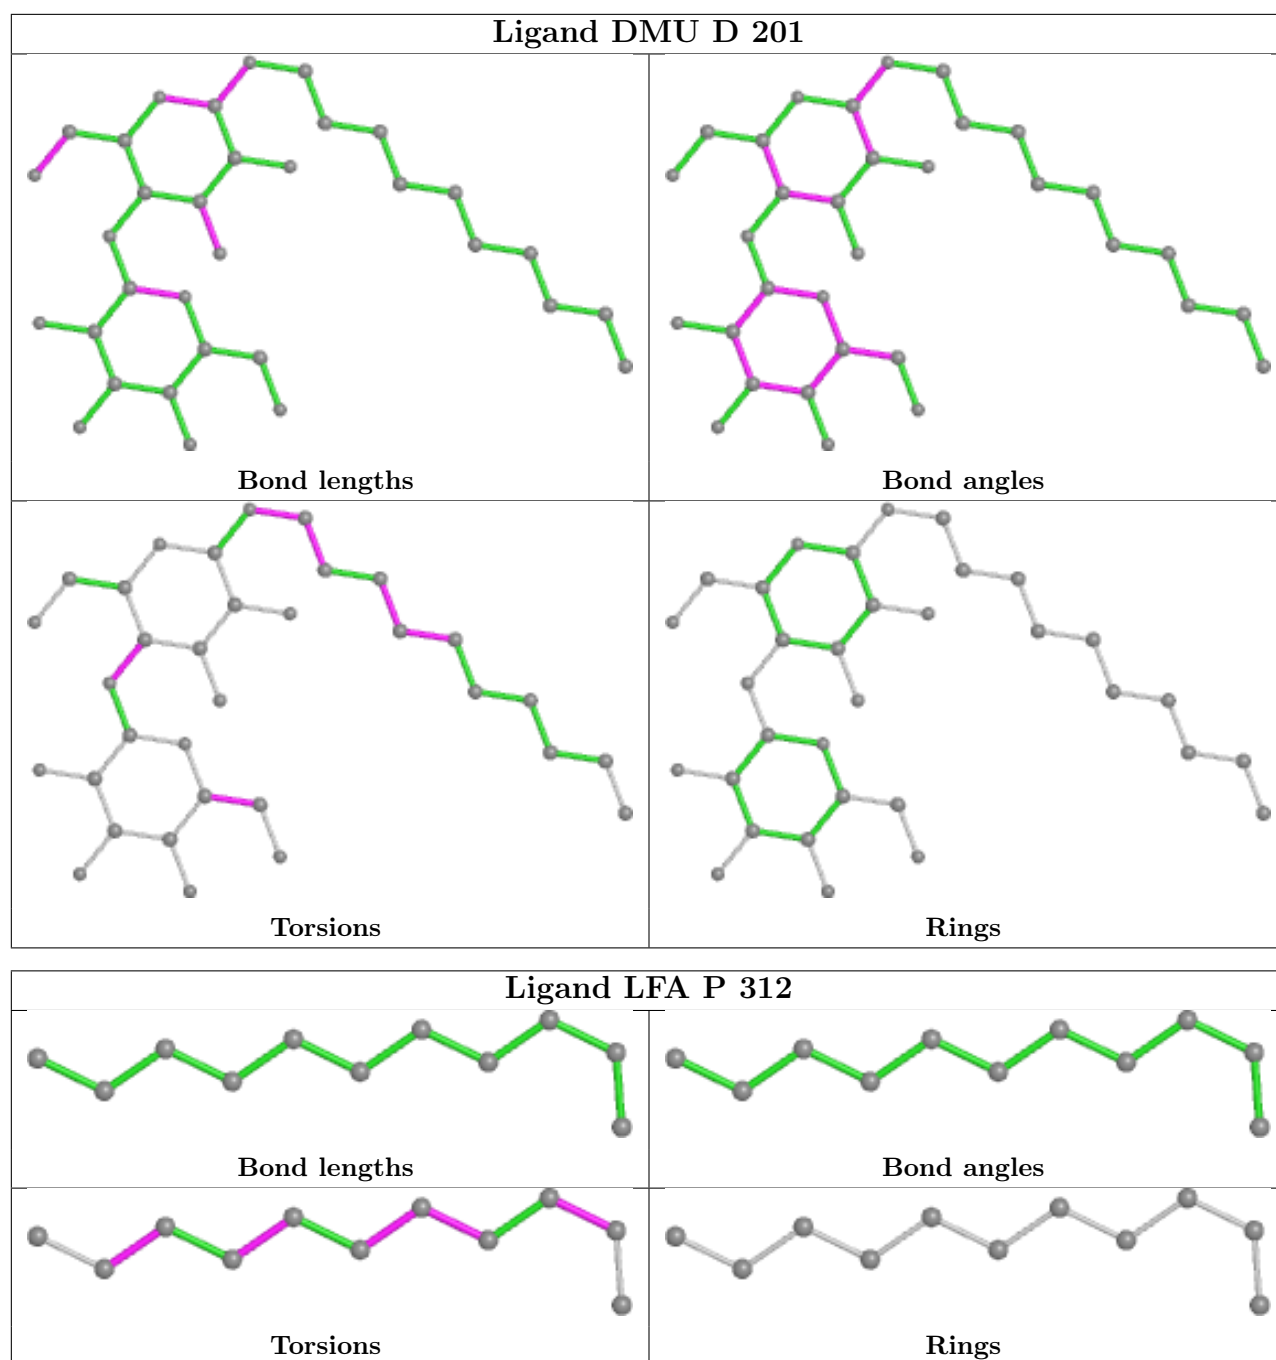 Ligand DMU D 201
Bond lengths
Bond angles
Torsions
Rings
Ligand LFA P 312
Bond lengths
Bond angles
Torsions
Rings